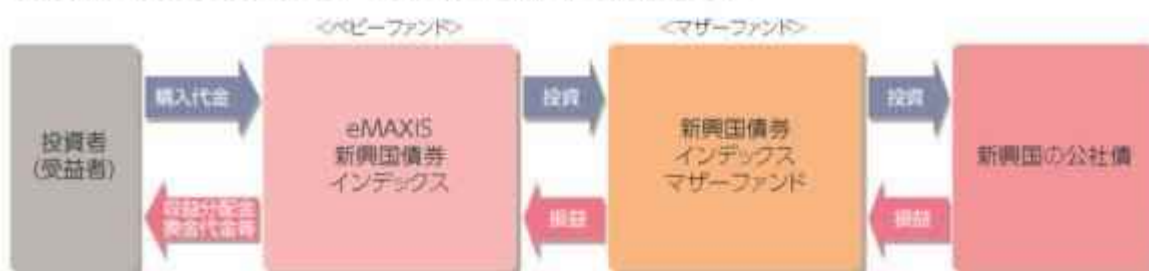 <ベビーファンド>
<マザーファンド>
投資者
(受益者)
購入代金
収益分配金
換金代金等
eMAXIS
新興国債券
インデックス
投資
損益
新興国債券
インデックス
マザーファンド
投資
損益
新興国の公社債